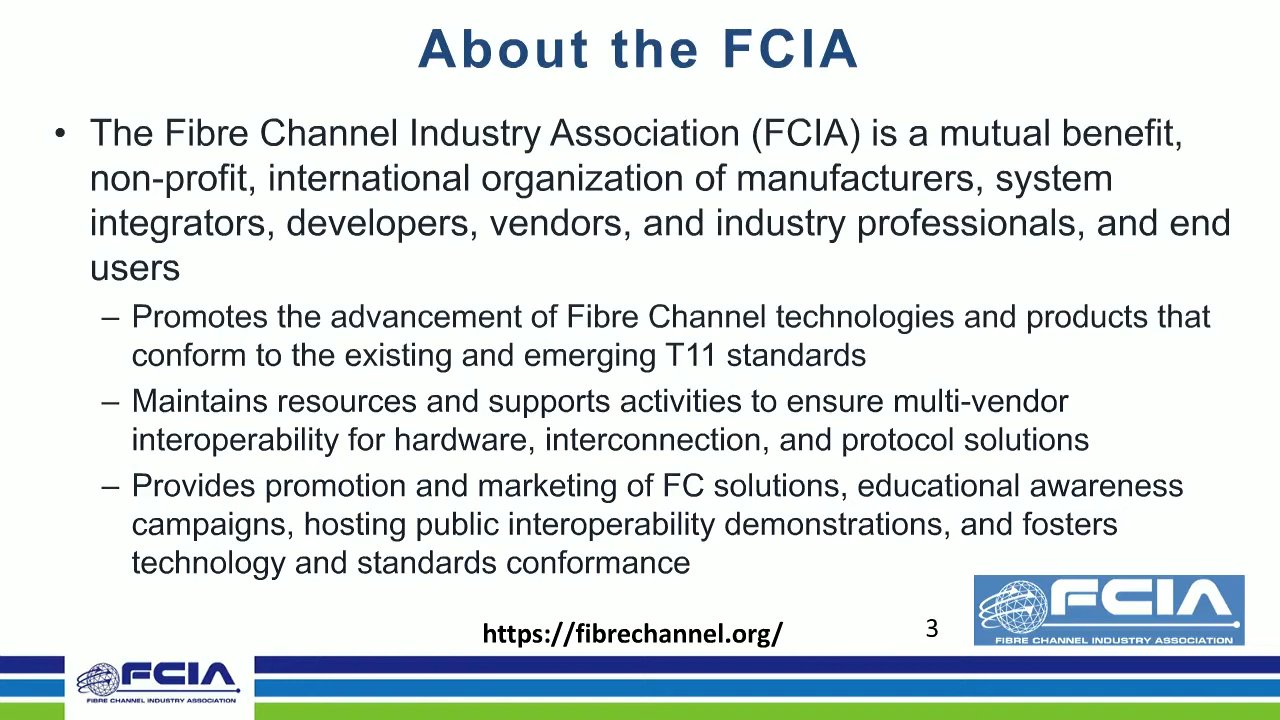 About the FCIA
• The Fibre Channel Industry Association (FCIA) is a mutual benefit,
non-profit, international organization of manufacturers, system
integrators, developers, vendors, and industry professionals, and end
users
– Promotes the advancement of Fibre Channel technologies and products that
conform to the existing and emerging T11 standards
– Maintains resources and supports activities to ensure multi-vendor
interoperability for hardware, interconnection, and protocol solutions
– Provides promotion and marketing of FC solutions, educational awareness
campaigns, hosting public interoperability demonstrations, and fosters
technology and standards conformance
https://fibrechannel.org/
3
FCIA
FIBRE CHANNEL INDUSTRY ASSOCIATION
FCIA
FIBRE CHANNEL INDUSTRY ASSOCIATION